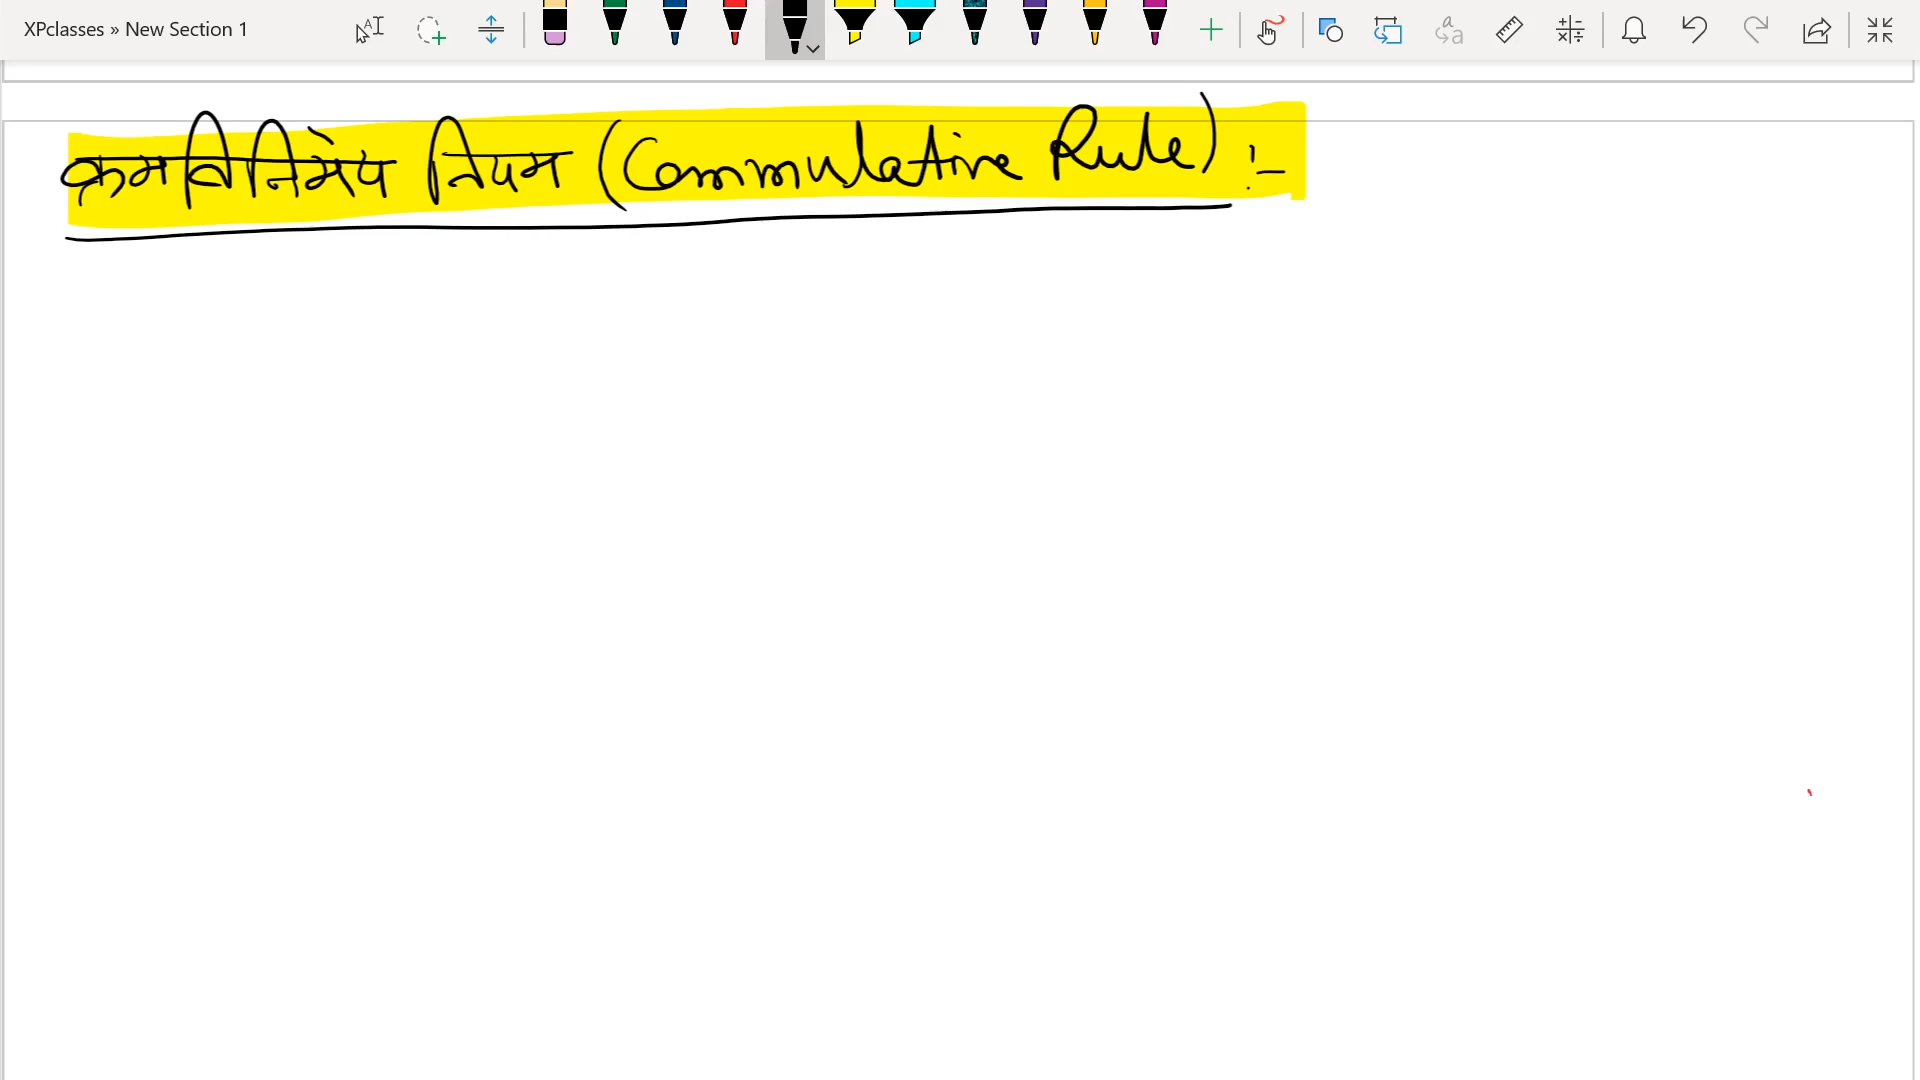 XPclasses » New Section 1
क्रमविनिमेय नियम (Commulative Rule) :-